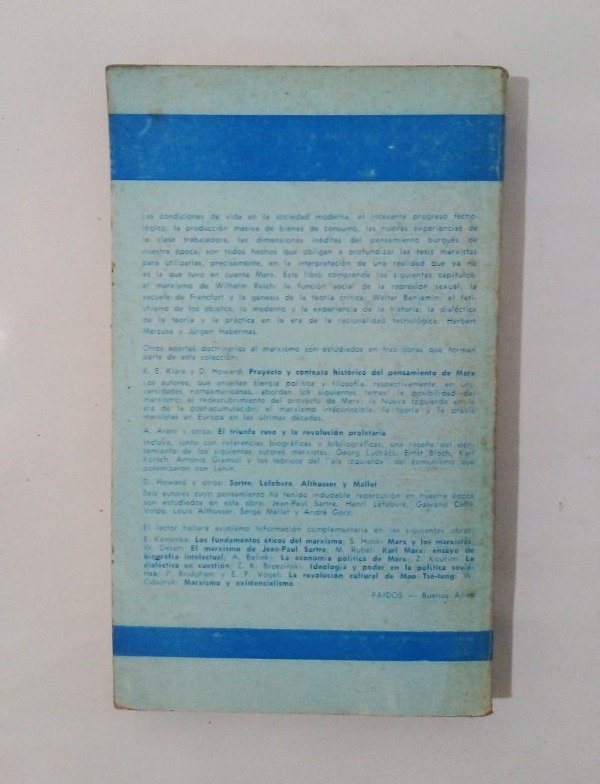 Las condiciones de vida en la sociedad moderna, el incesante progreso tecno-
lógico, la producción masiva de bienes de consumo, las nuevas experiencias de
la clase trabajadora, las dimensiones inéditas del pensamiento burgués de
nuestra época, son todos hechos que obligan a profundizar las tesis marxistas
para utilizarlas, precisamente, en la interpretación de una realidad que ya no
es la que tuvo en cuenta Marx. Este libro comprende los siguientes capítulos:
el marxismo de Wilhelm Reich: la función social de la represión sexual; la
escuela de Francfort y la génesis de la teoría crítica; Walter Benjamin: el feti-
chismo de los objetos, lo moderno y la experiencia de la historia; la dialéctica
de la teoría y la práctica en la era de la racionalidad tecnológica: Herbert
Marcuse y Jürgen Habermas.
Otros aportes doctrinarios al marxismo son estudiados en tres obras que forman
parte de esta colección:
K. E. Klare y D. Howard: Proyecto y contexto histórico del pensamiento de Marx
Los autores, que enseñan ciencia política y filosofía, respectivamente, en uni-
versidades norteamericanas, abordan los siguientes temas: la posibilidad del
marxismo; el redescubrimiento del proyecto de Marx; la Nueva Izquierda en la
era de la post-acumulación; el marxismo irreconocible; la teoría y la praxis
marxistas en Europa en las últimas décadas.
A. Arato y otros: El triunfo ruso y la revolución proletaria
Incluye, junto con referencias biográficas y bibliográficas, una reseña del pen-
samiento de los siguientes autores marxistas: Georg Luckács, Ernst Bloch, Karl
Korsch, Antonio Gramsci y los teóricos del "ala izquierda" del comunismo que
polemizaron con Lenin.
D. Howard y otros: Sartre, Lefebvre, Althusser y Mallet
Seis autores cuyo pensamiento ha tenido indudable repercusión en nuestra época
son estudiados en esta obra: Jean-Paul Sartre, Henri Lefebvre, Galvano Della
Volpe, Louis Althusser, Serge Mallet y André Gorz.
El lector hallará asimismo información complementaria en las siguientes obras:
E. Kamenka: Los fundamentos éticos del marxismo; S. Hook: Marx y los marxistas;
W. Desan: El marxismo de Jean-Paul Sartre; M. Rubel: Karl Marx: ensayo de
biografía intelectual; A. Balinky: La economía política de Marx; Z. Kourim: La
dialéctica en cuestión; Z. K. Brzezinski: Ideología y poder en la política sovié-
tica; P. Bridgham y E. F. Vogel: La revolución cultural de Mao Tse-tung; W.
Odajnyk: Marxismo y existencialismo.
PAIDOS — Buenos Aires